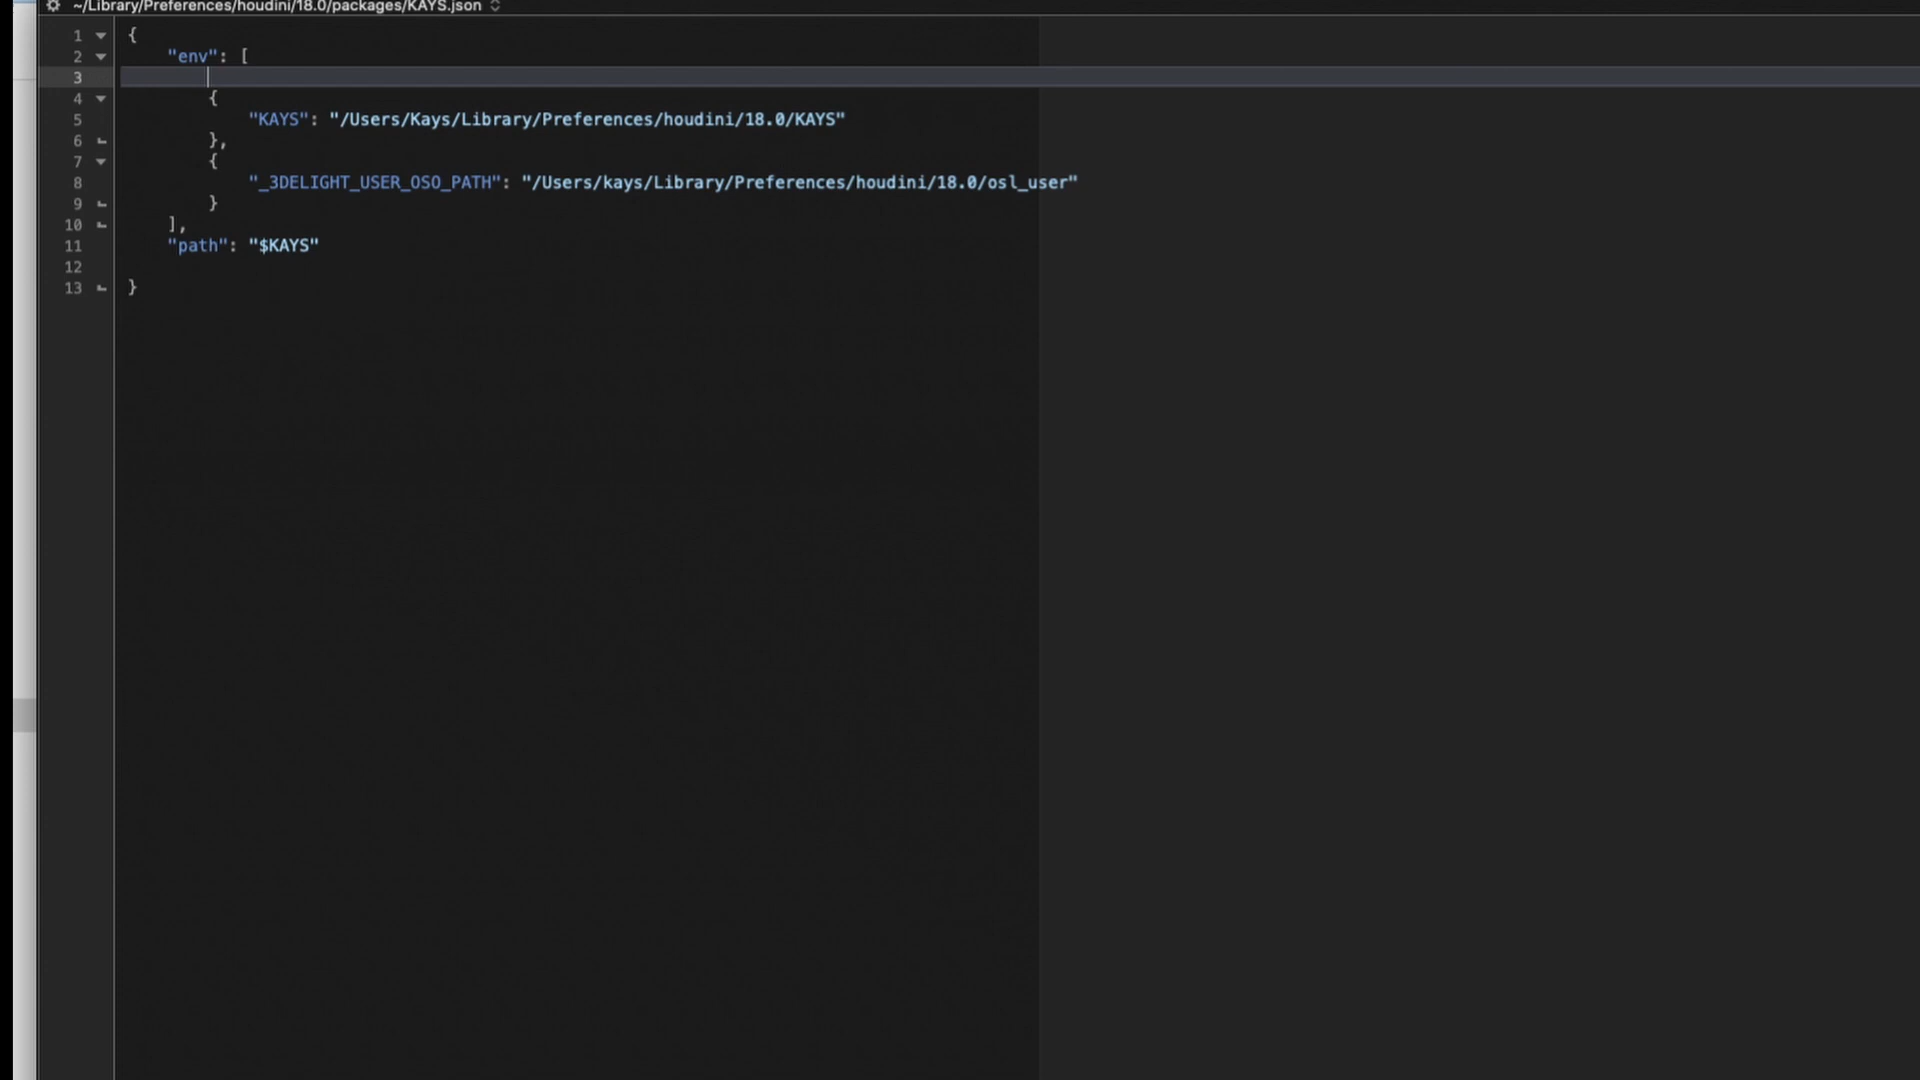 ~/Library/Preferences/houdini/18.0/packages/KAYS.json
1 {
2 "env": [
3
4 {
5 "KAYS": "/Users/Kays/Library/Preferences/houdini/18.0/KAYS"
6 },
7 {
8 "_3DELIGHT_USER_OSO_PATH": "/Users/kays/Library/Preferences/houdini/18.0/osl_user"
9 }
10 ],
11 "path": "$KAYS"
12
13 }